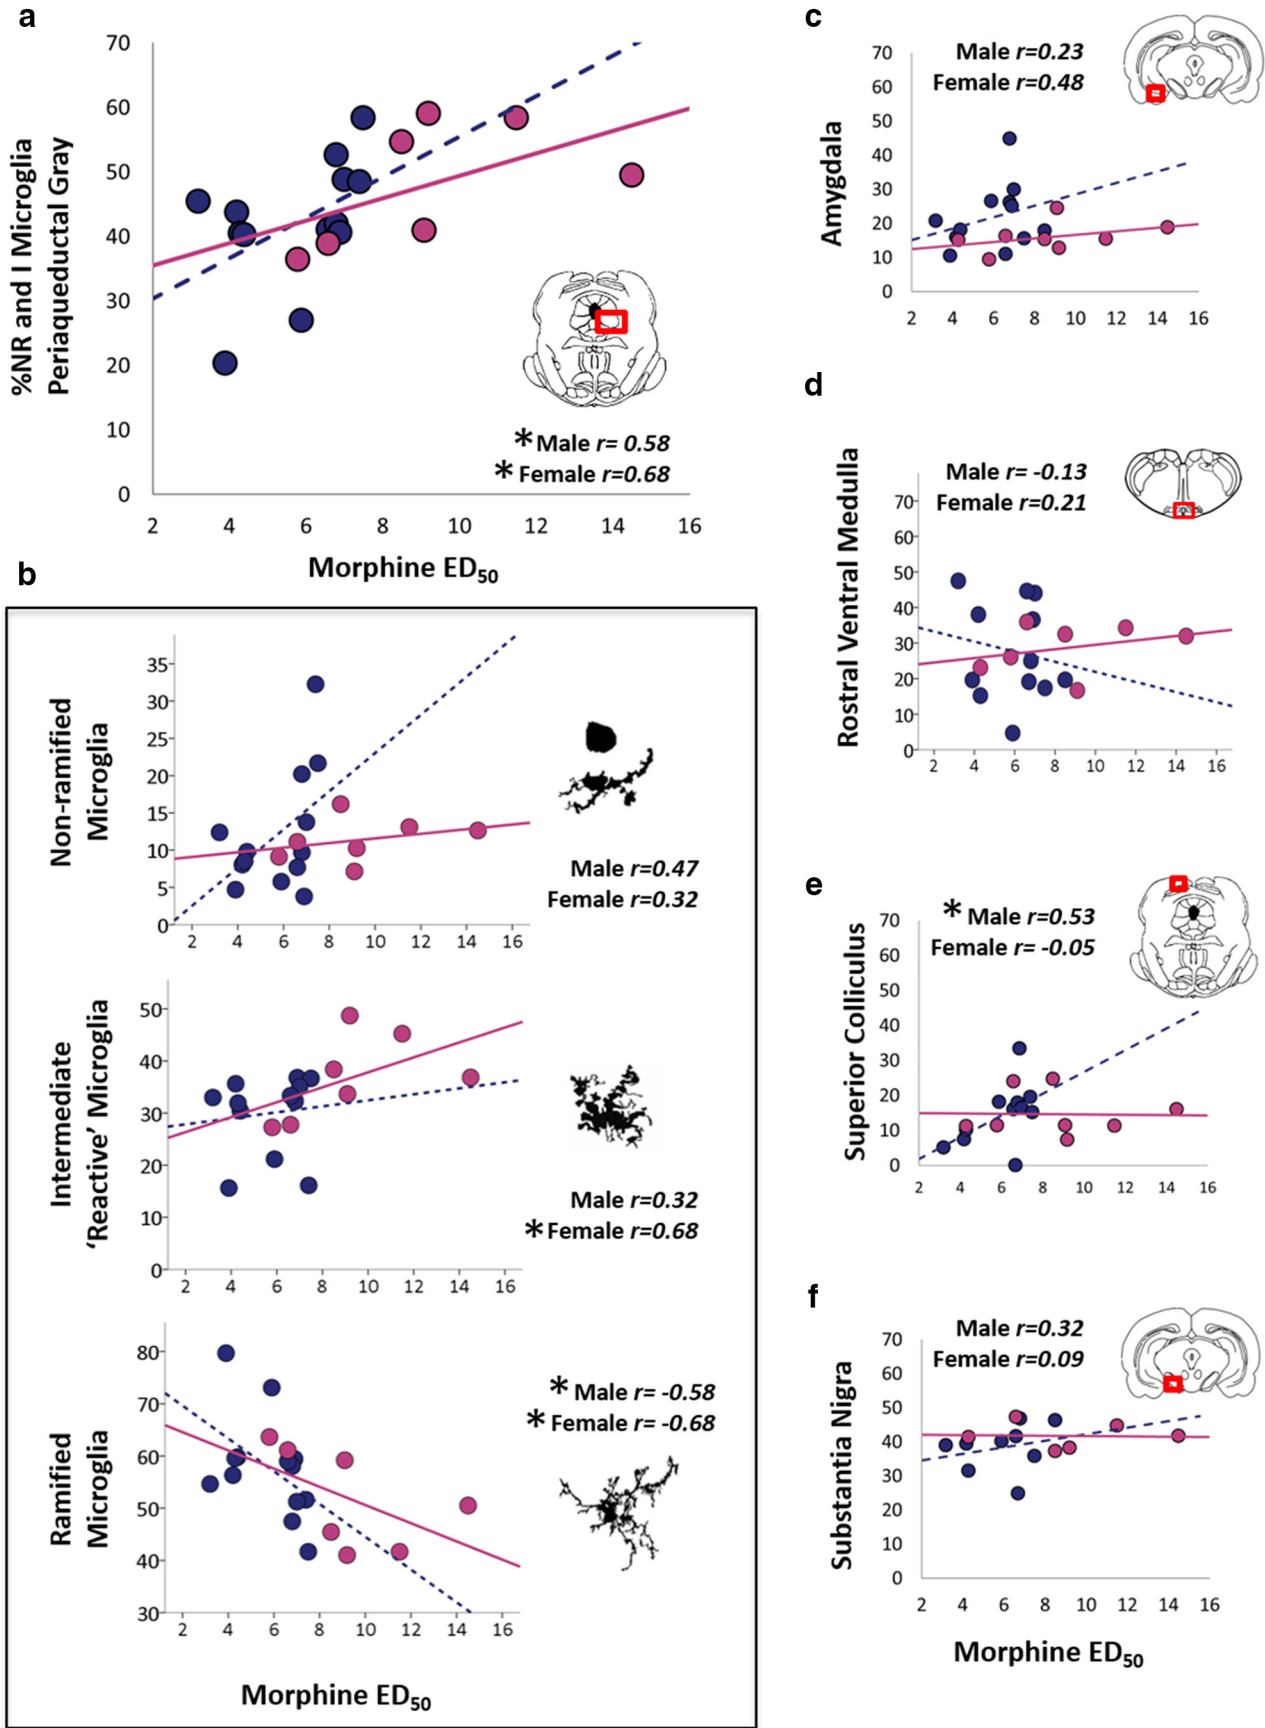 a
70
60
50
40
30
20
10
0
%NR and I Microglia
Periaqueductal Gray
* Male r= 0.58
* Female r=0.68
2 4 6 8 10 12 14 16
Morphine ED50
b
Non-ramified
Microglia
35
30
25
20
15
10
5
0
Male r=0.47
Female r=0.32
2 4 6 8 10 12 14 16
Intermediate
‘Reactive’ Microglia
50
40
30
20
10
0
Male r=0.32
* Female r=0.68
2 4 6 8 10 12 14 16
Ramified
Microglia
80
70
60
50
40
30
* Male r= -0.58
* Female r= -0.68
2 4 6 8 10 12 14 16
Morphine ED50
c
Male r=0.23
Female r=0.48
Amygdala
70
60
50
40
30
20
10
0
2 4 6 8 10 12 14 16
d
Male r= -0.13
Female r=0.21
Rostral Ventral Medulla
70
60
50
40
30
20
10
0
2 4 6 8 10 12 14 16
e
* Male r=0.53
Female r= -0.05
Superior Colliculus
70
60
50
40
30
20
10
0
2 4 6 8 10 12 14 16
f
Male r=0.32
Female r=0.09
Substantia Nigra
70
60
50
40
30
20
10
0
2 4 6 8 10 12 14 16
Morphine ED50